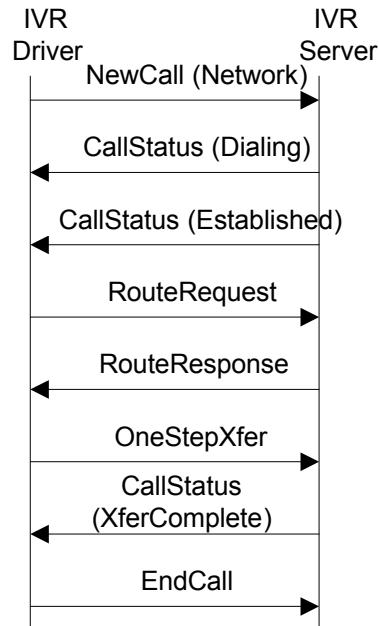 IVR
Driver
IVR
Server
NewCall (Network)
CallStatus (Dialing)
CallStatus (Established)
RouteRequest
RouteResponse
OneStepXfer
CallStatus
(XferComplete)
EndCall